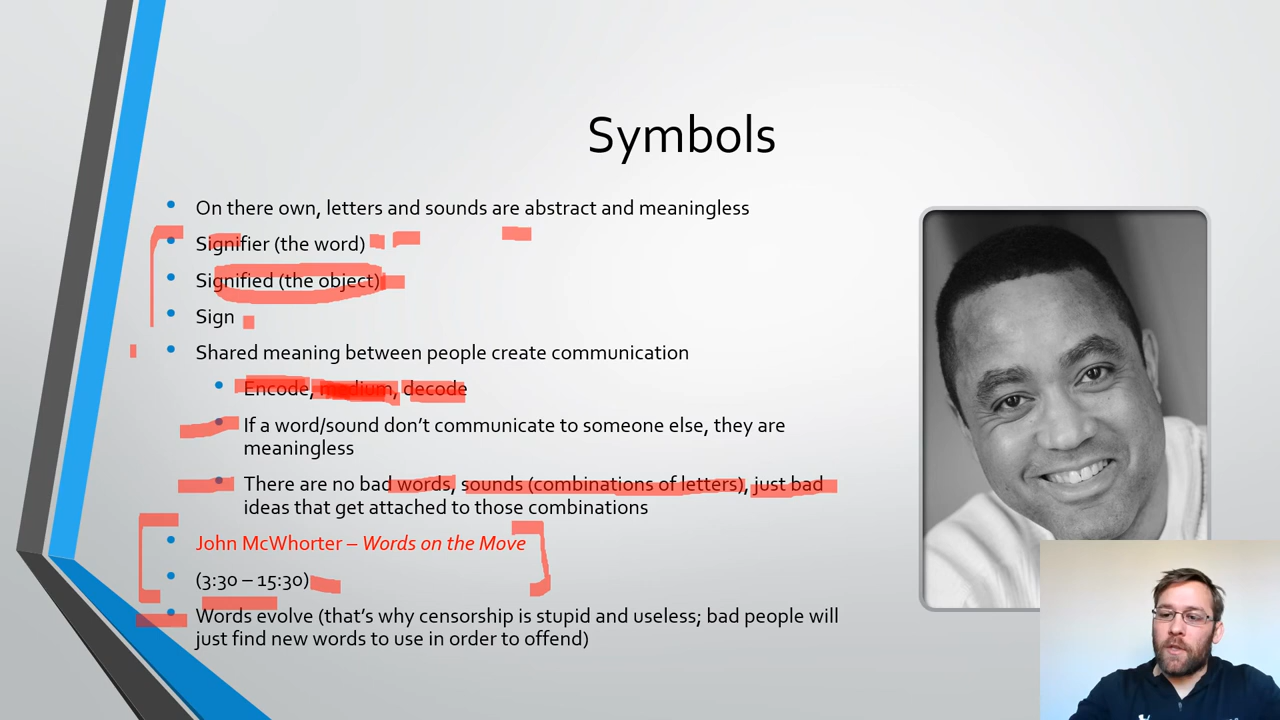 Symbols
On there own, letters and sounds are abstract and meaningless
Signifier (the word)
Signified (the object)
Sign
Shared meaning between people create communication
Encode, medium, decode
If a word/sound don't communicate to someone else, they are
meaningless
There are no bad words, sounds (combinations of letters), just bad
ideas that get attached to those combinations
John McWhorter – Words on the Move
(3:30 – 15:30)
Words evolve (that's why censorship is stupid and useless; bad people will
just find new words to use in order to offend)